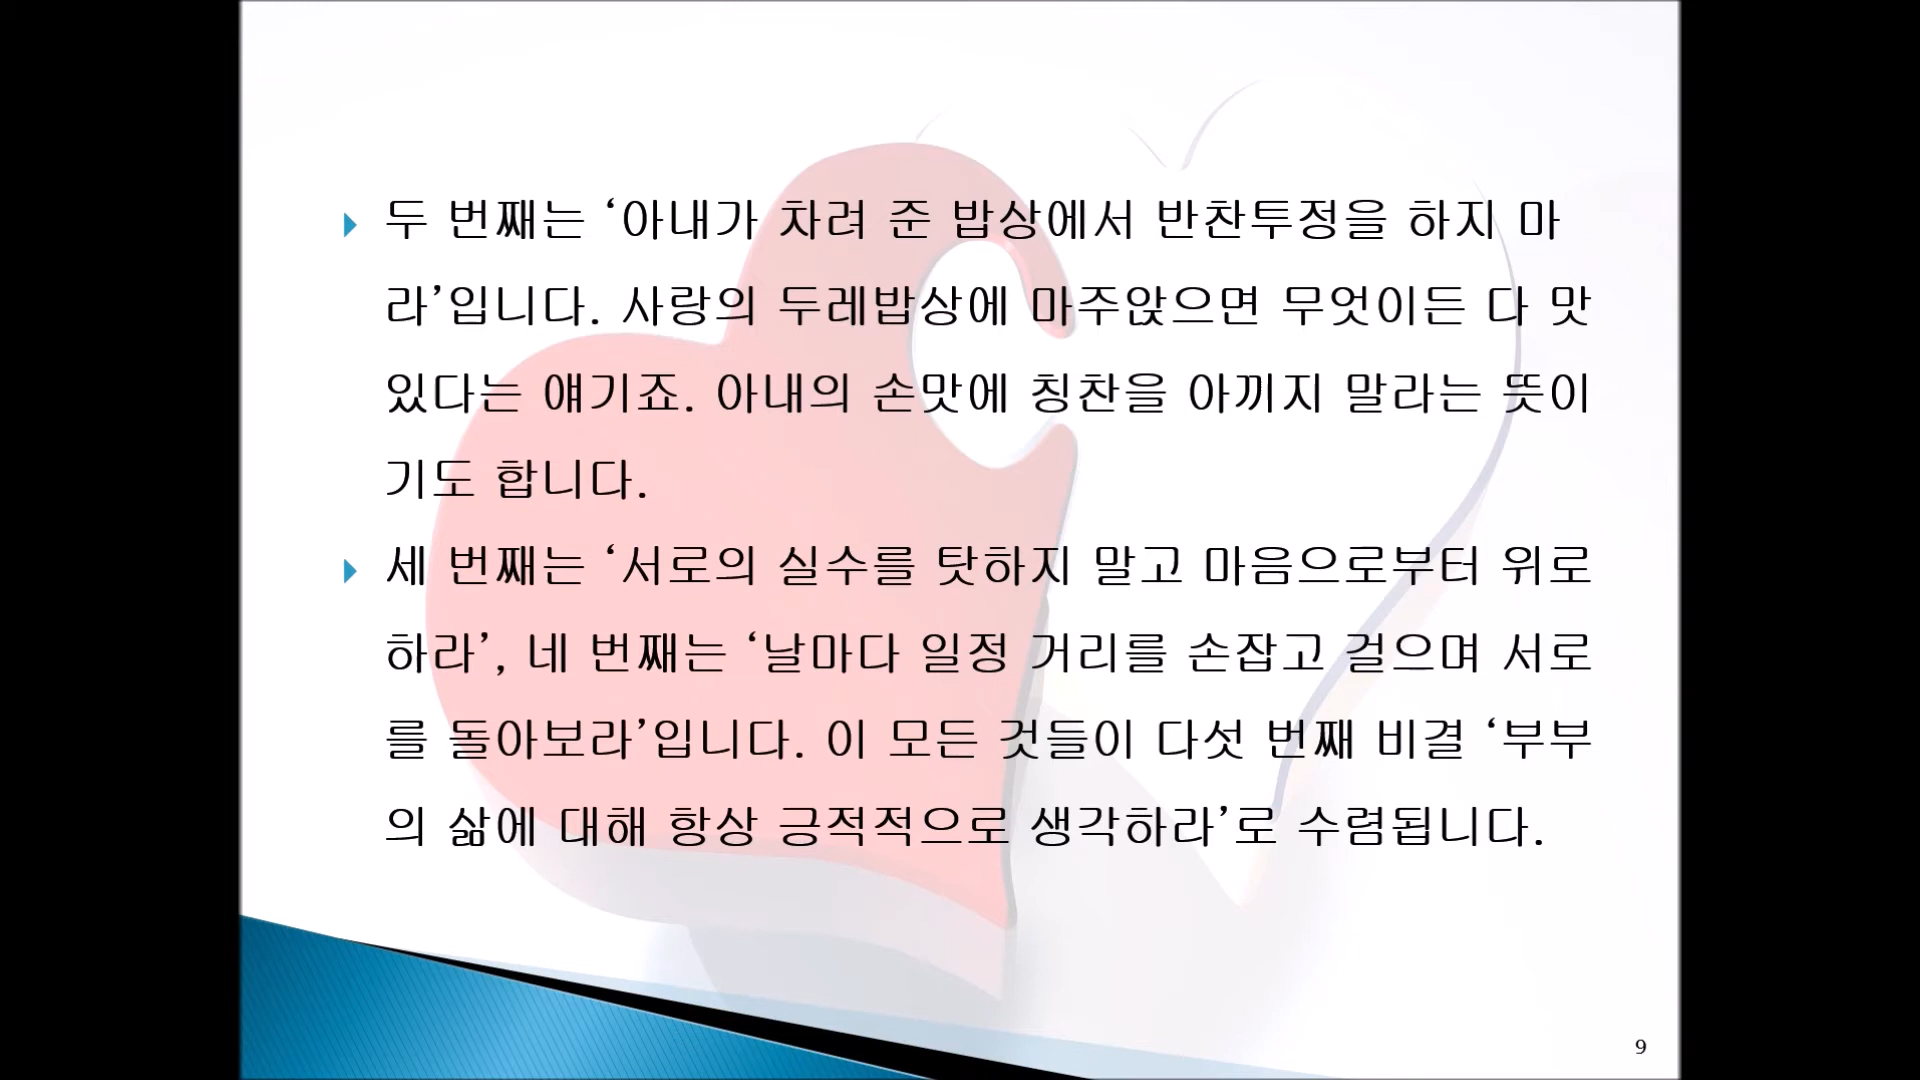 두 번째는 ‘아내가 차려 준 밥상에서 반찬투정을 하지 마
라’입니다. 사랑의 두레밥상에 마주앉으면 무엇이든 다 맛
있다는 얘기죠. 아내의 손맛에 칭찬을 아끼지 말라는 뜻이
기도 합니다.
세 번째는 ‘서로의 실수를 탓하지 말고 마음으로부터 위로
하라’, 네 번째는 ‘날마다 일정 거리를 손잡고 걸으며 서로
를 돌아보라’입니다. 이 모든 것들이 다섯 번째 비결 ‘부부
의 삶에 대해 항상 긍적적으로 생각하라’로 수렴됩니다.
9